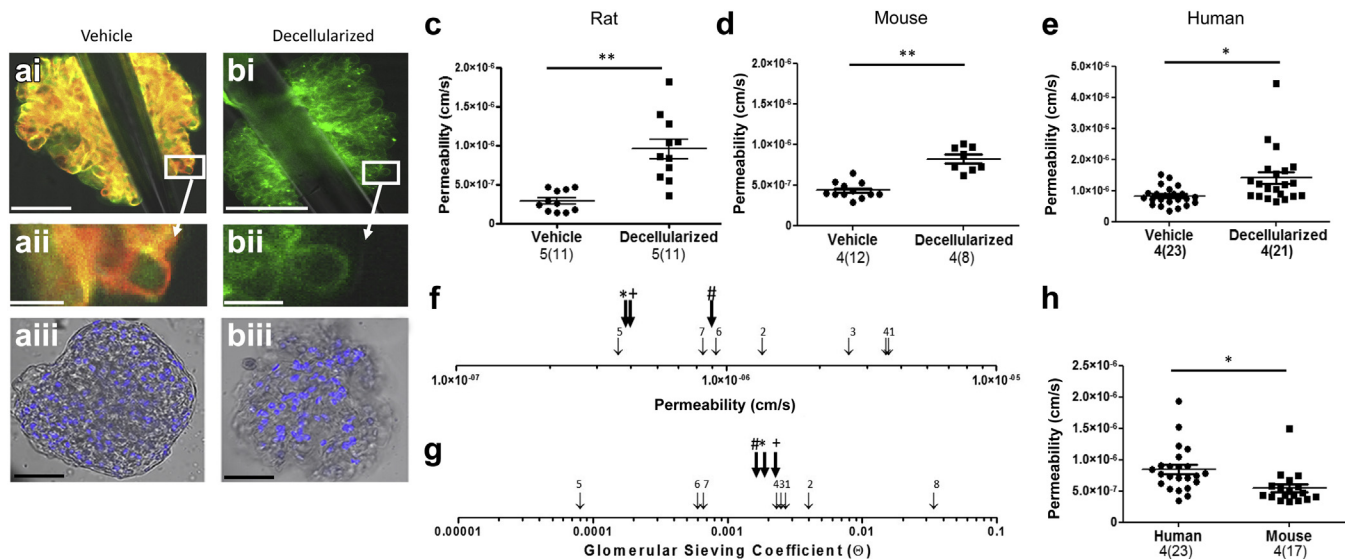 Vehicle
Decellularized
ai
bi
aii
bii
aiii
biii
c
Rat
**
Permeability (cm/s)
2.0×10⁻⁶
1.5×10⁻⁶
1.0×10⁻⁶
5.0×10⁻⁷
0
Vehicle
Decellularized
5(11)
5(11)
d
Mouse
**
Permeability (cm/s)
2.0×10⁻⁶
1.5×10⁻⁶
1.0×10⁻⁶
5.0×10⁻⁷
0
Vehicle
Decellularized
4(12)
4(8)
e
Human
*
Permeability (cm/s)
5.0×10⁻⁶
4.0×10⁻⁶
3.0×10⁻⁶
2.0×10⁻⁶
1.0×10⁻⁶
0
Vehicle
Decellularized
4(23)
4(21)
f
*+
#
5
7
6
2
3
41
1.0×10⁻⁰⁷
1.0×10⁻⁰⁶
1.0×10⁻⁰⁵
Permeability (cm/s)
g
#* +
5
6
7
431
2
8
0.00001
0.0001
0.001
0.01
0.1
Glomerular Sieving Coefficient (Θ)
h
*
Permeability (cm/s)
2.5×10⁻⁶
2.0×10⁻⁶
1.5×10⁻⁶
1.0×10⁻⁶
5.0×10⁻⁷
0
Human
Mouse
4(23)
4(17)